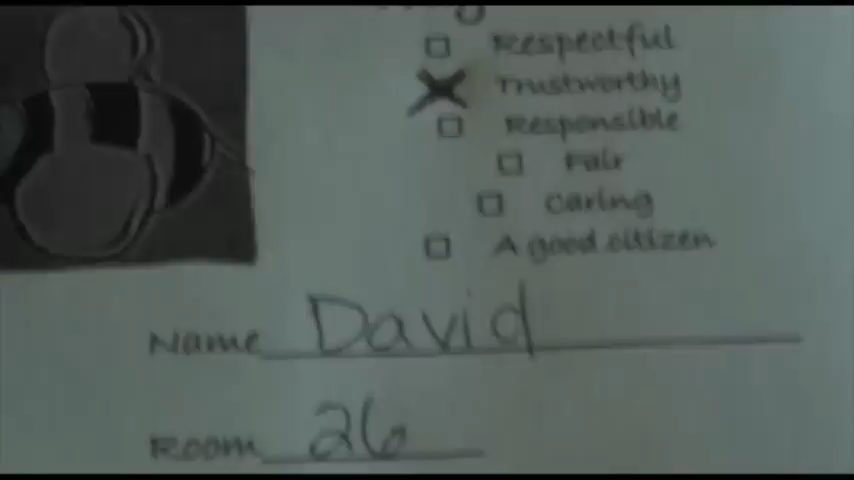 Respectful
Trustworthy
Responsible
Fair
Caring
A good citizen
Name David
Room 26